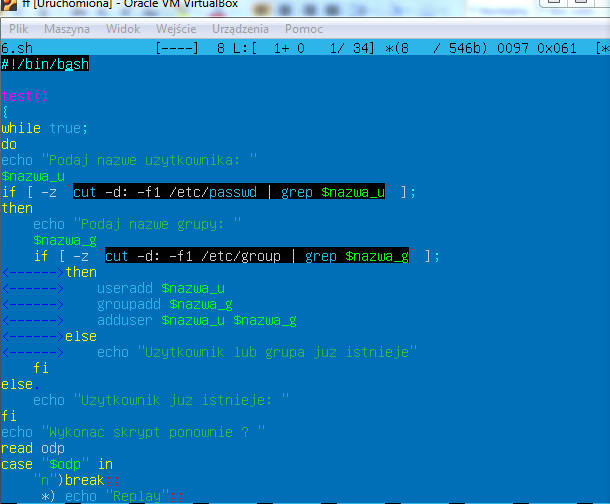 ff [Uruchomiona] - Oracle VM VirtualBox
Plik Maszyna Widok Wejście Urządzenia Pomoc
6.sh [----] 8 L:[ 1+ 0 1/ 34] *(8 / 546b) 0097 0x061 [*
#!/bin/bash
test()
{
while true;
do
echo "Podaj nazwe uzytkownika: "
$nazwa_u
if [ -z cut -d: -f1 /etc/passwd | grep $nazwa_u ];
then
echo "Podaj nazwe grupy: "
$nazwa_g
if [ -z cut -d: -f1 /etc/group | grep $nazwa_g ];
<------>then
<------> useradd $nazwa_u
<------> groupadd $nazwa_g
<------> adduser $nazwa_u $nazwa_g
<------>else
<------> echo "Uzytkownik lub grupa juz istnieje"
fi
else.
echo "Uzytkownik juz istnieje: "
fi
echo "Wykonac skrypt ponownie ? "
read odp
case "$odp" in
"n")break;;
*) echo "Replay";;